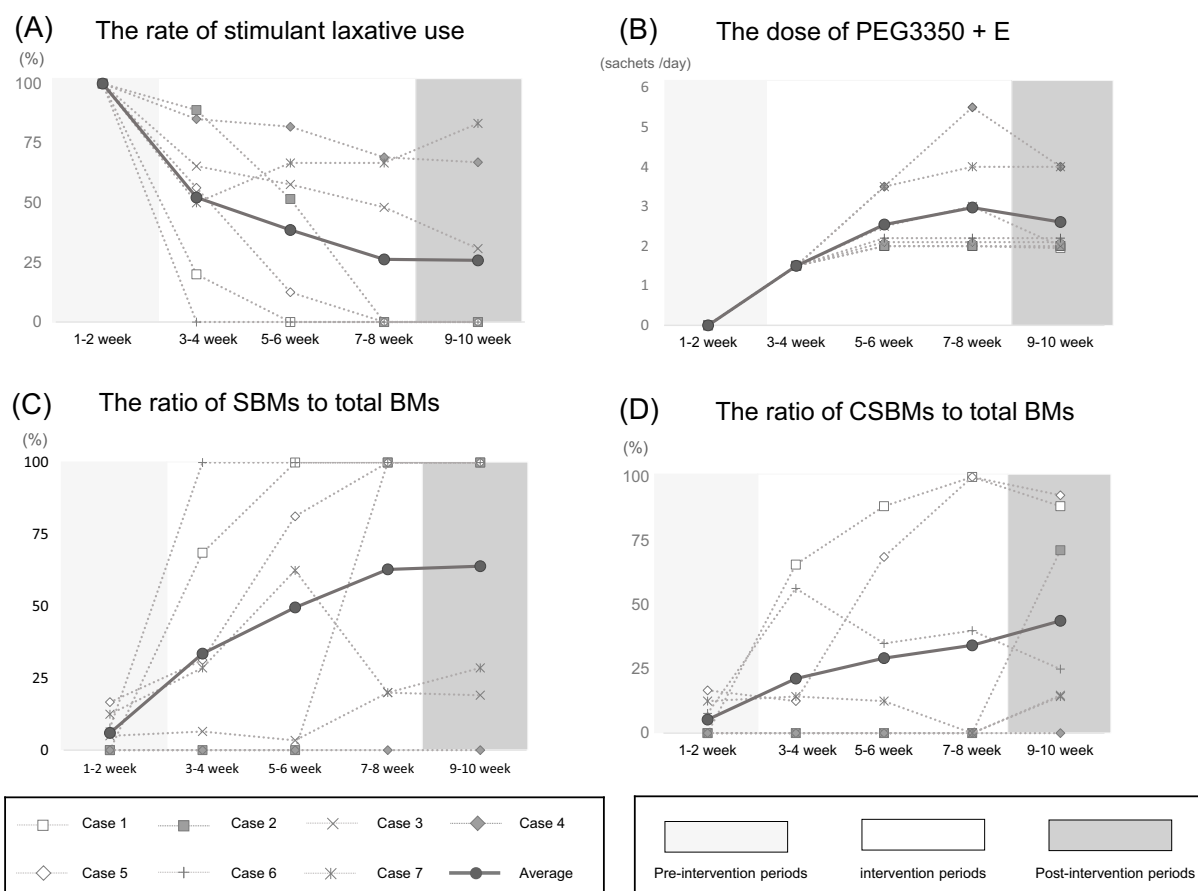 (A) The rate of stimulant laxative use
(%)
100
75
50
25
0
1-2 week 3-4 week 5-6 week 7-8 week 9-10 week
(B) The dose of PEG3350 + E
(sachets /day)
6
5
4
3
2
1
0
1-2 week 3-4 week 5-6 week 7-8 week 9-10 week
(C) The ratio of SBMs to total BMs
(%)
100
75
50
25
0
1-2 week 3-4 week 5-6 week 7-8 week 9-10 week
(D) The ratio of CSBMs to total BMs
(%)
100
75
50
25
0
1-2 week 3-4 week 5-6 week 7-8 week 9-10 week
Case 1 Case 2 Case 3 Case 4
Case 5 Case 6 Case 7 Average
Pre-intervention periods intervention periods Post-intervention periods